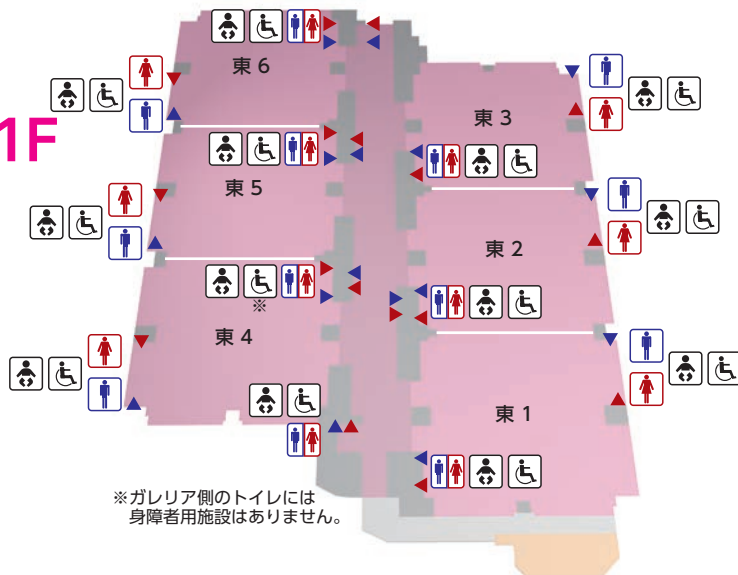 東 6
東 3
1F
東 5
東 2
※
東 4
東 1
※ガレリア側のトイレには
身障者用施設はありません。